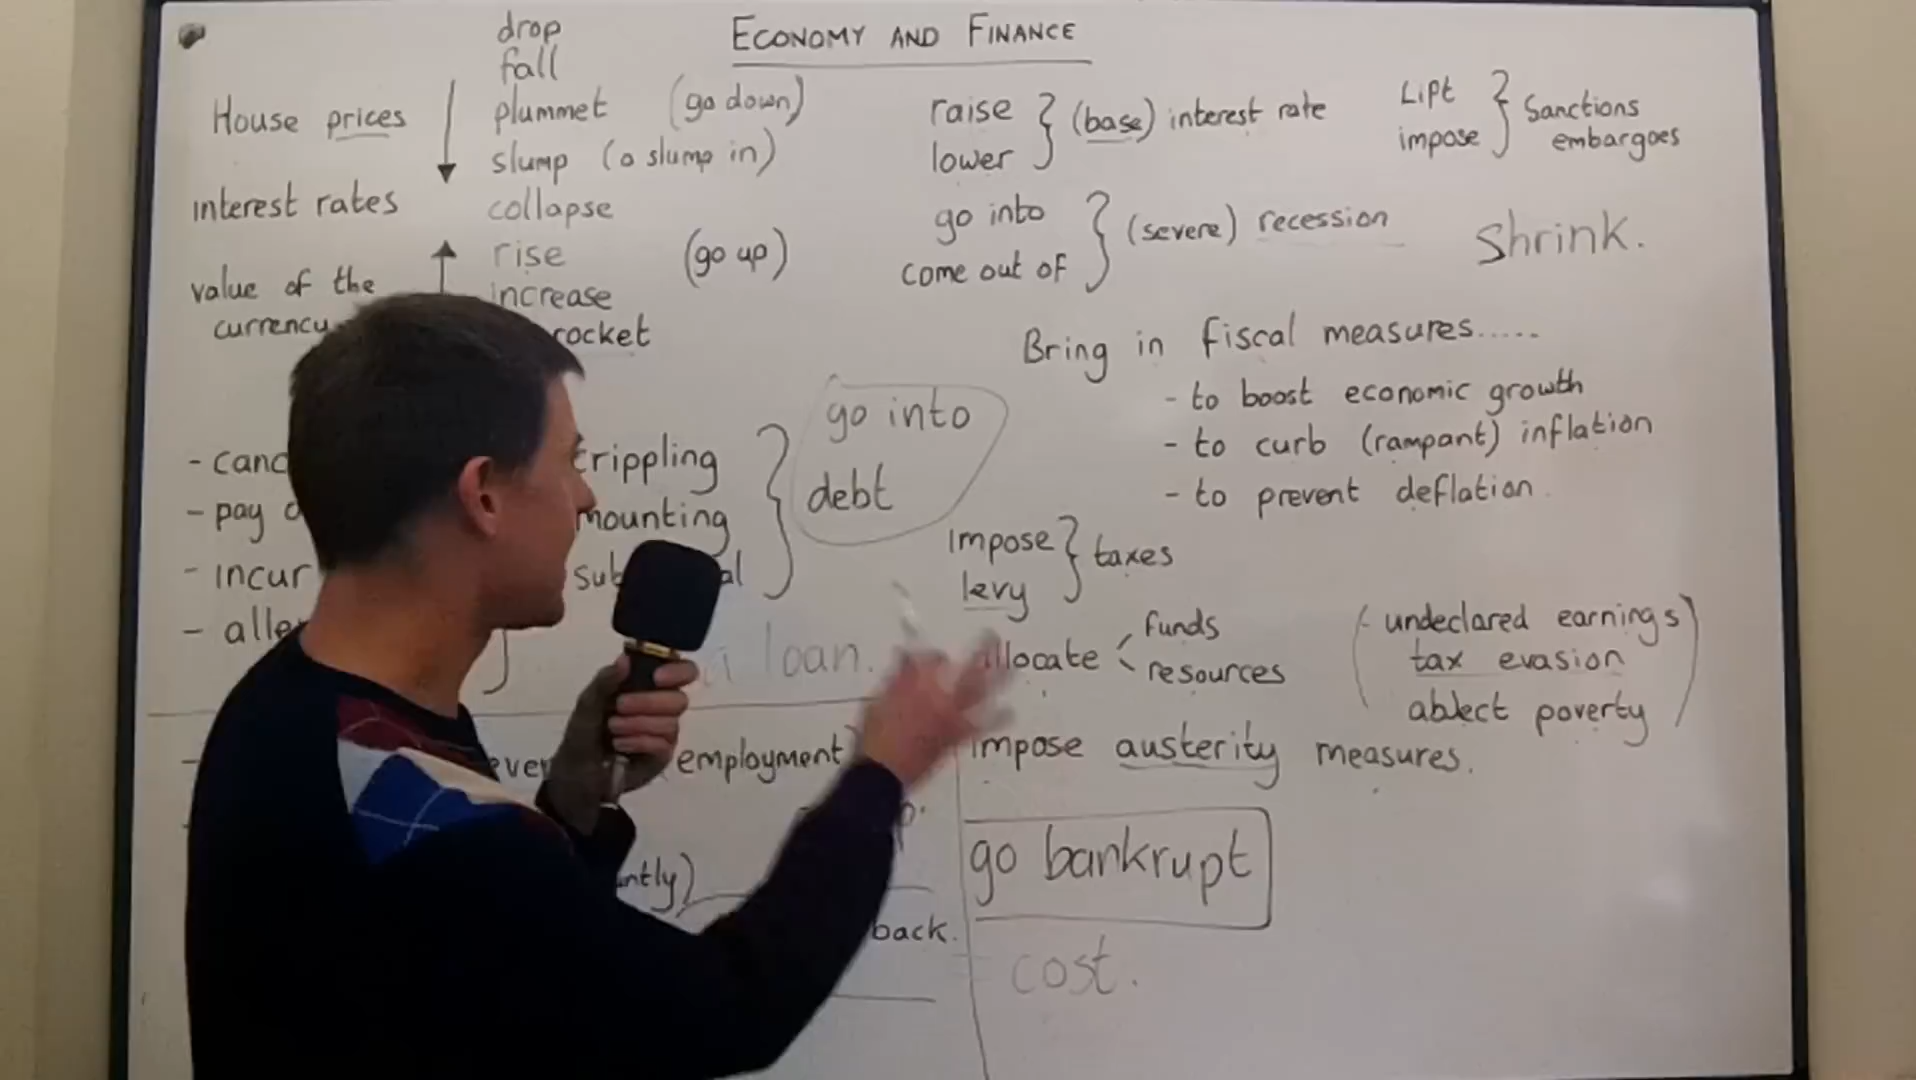 ECONOMY AND FINANCE
drop
fall
House prices
plummet (go down)
slump (a slump in)
interest rates
collapse
rise (go up)
value of the
increase
currency
rocket
raise
lower
(base) interest rate
Lipt
impose
Sanctions
embargoes
go into
come out of
(severe) recession
Shrink.
Bring in fiscal measures.....
- to boost economic growth
- to curb (rampant) inflation
- to prevent deflation
go into
debt
- canc
crippling
- pay
mounting
- incur
- alle
a loan.
impose
levy
taxes
allocate
funds
resources
(undeclared earnings)
tax evasion
abject poverty
impose austerity measures.
employment)
go bankrupt
back.
cost.